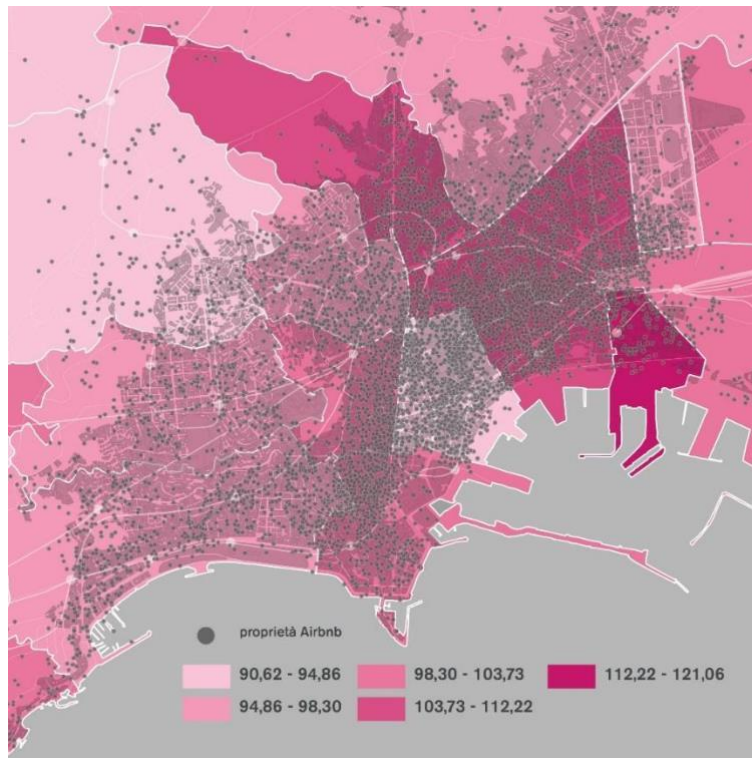 proprietà Airbnb
90,62 - 94,86
98,30 - 103,73
112,22 - 121,06
94,86 - 98,30
103,73 - 112,22